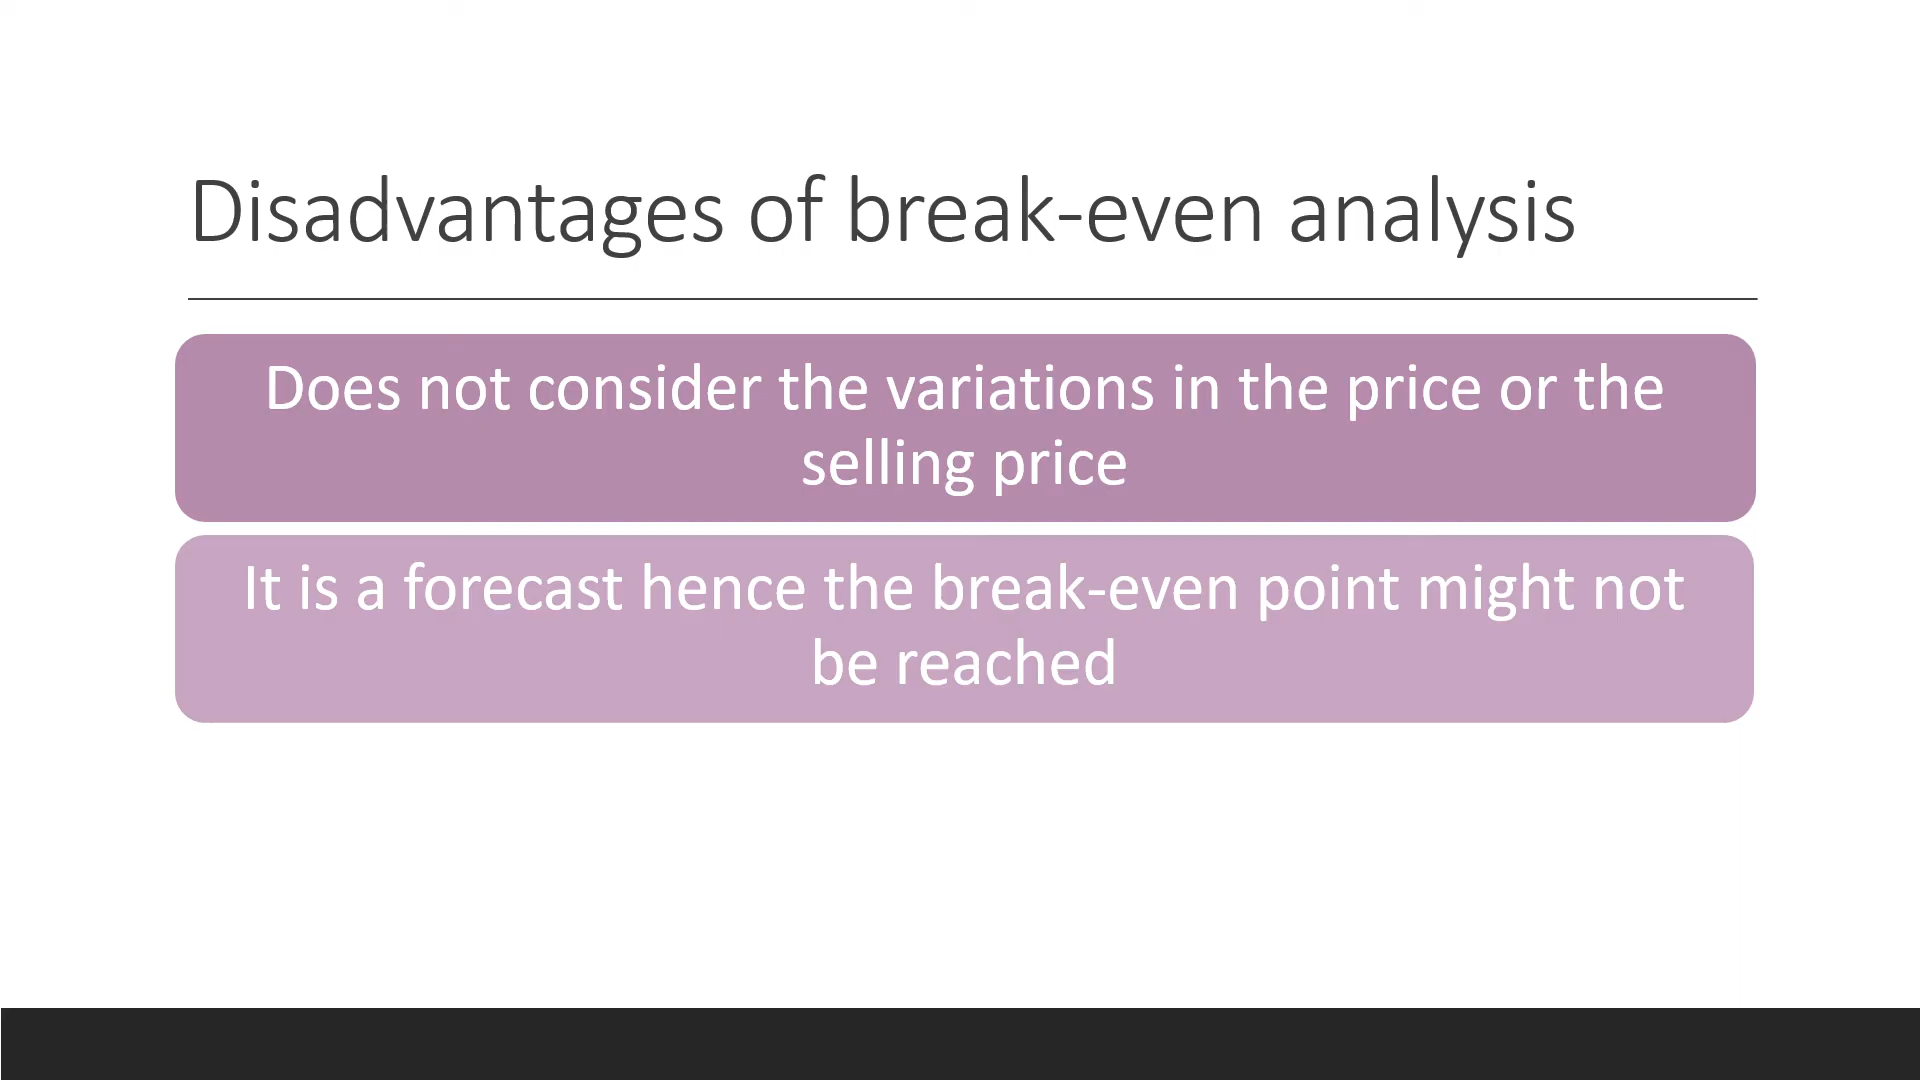 Disadvantages of break-even analysis
Does not consider the variations in the price or the
selling price
It is a forecast hence the break-even point might not
be reached